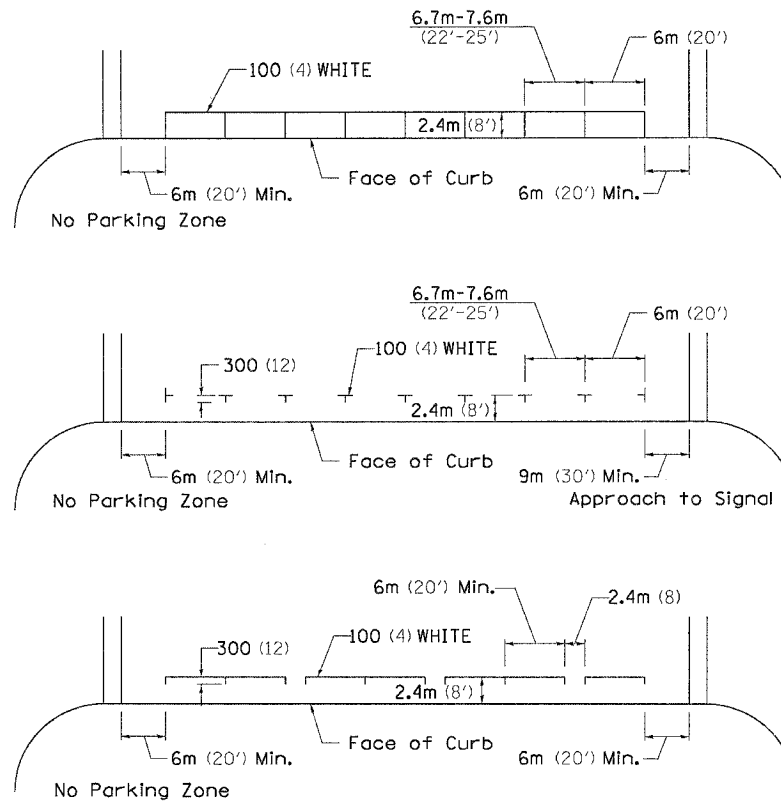 6.7m-7.6m
(22'-25')
6m (20')
100 (4) WHITE
2.4m (8')
Face of Curb
6m (20') Min.
6m (20') Min.
No Parking Zone
6.7m-7.6m
(22'-25')
6m (20')
100 (4) WHITE
300 (12)
2.4m (8')
Face of Curb
6m (20') Min.
9m (30') Min.
No Parking Zone
Approach to Signal
6m (20') Min.
2.4m (8)
100 (4) WHITE
300 (12)
2.4m (8')
Face of Curb
6m (20') Min.
6m (20') Min.
No Parking Zone